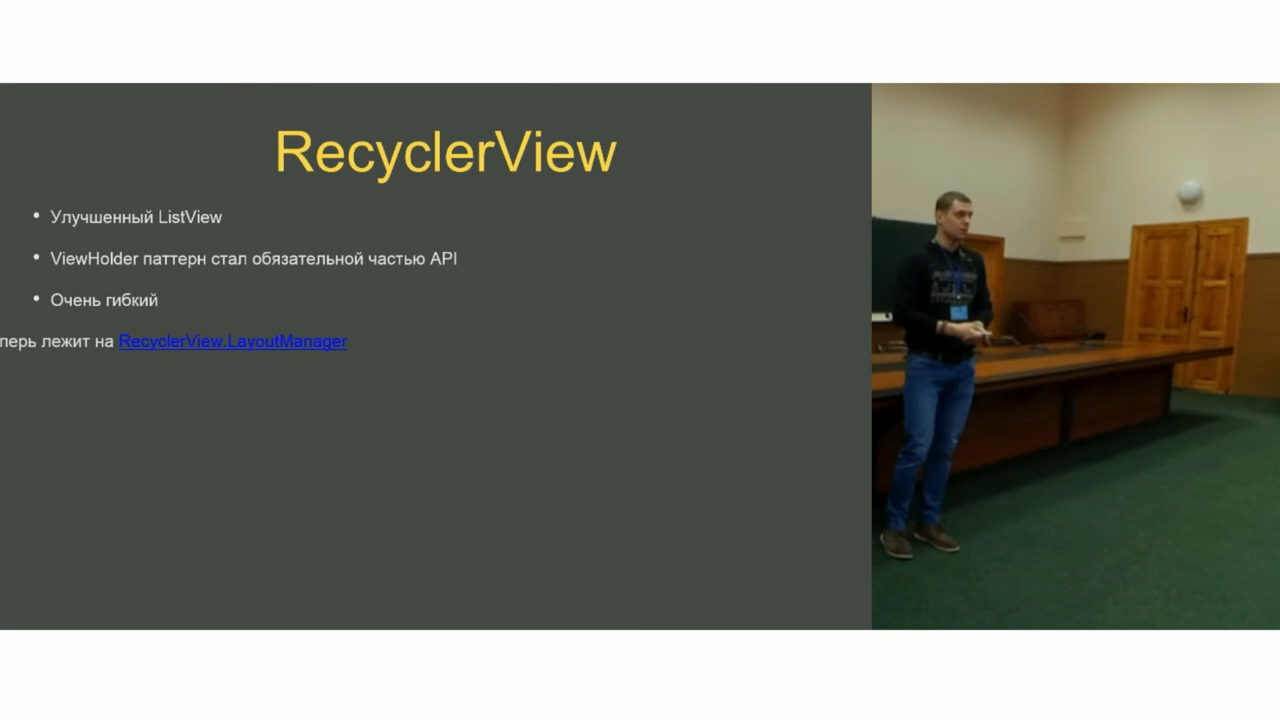 RecyclerView
• Улучшенный ListView
• ViewHolder паттерн стал обязательной частью API
• Очень гибкий
перь лежит на RecyclerView.LayoutManager